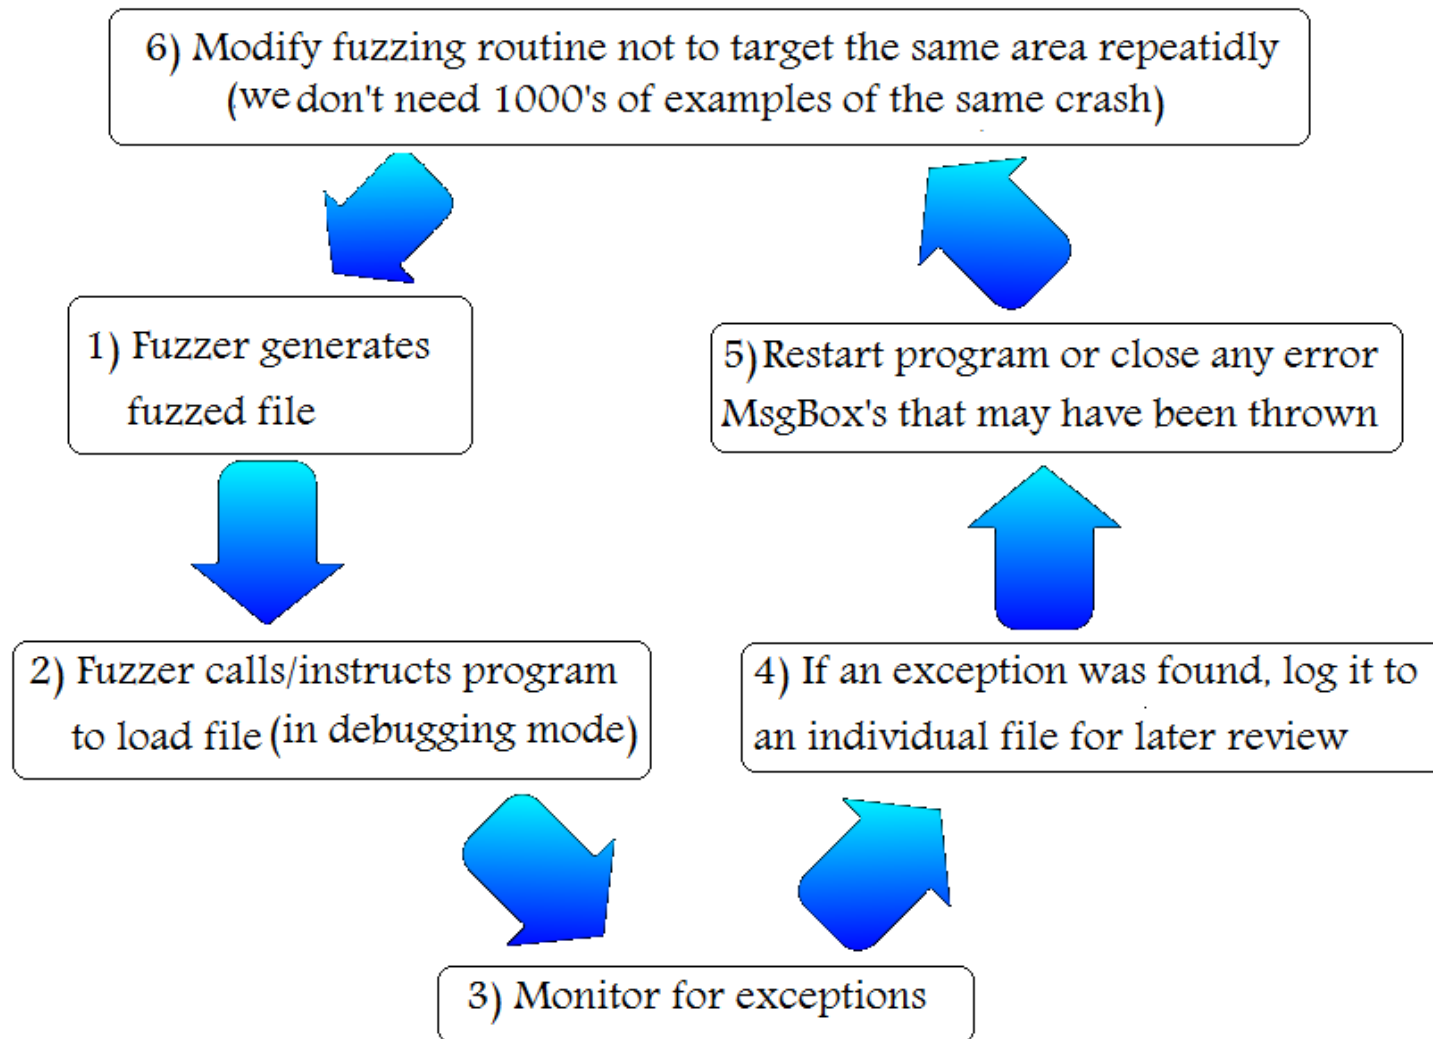 6) Modify fuzzing routine not to target the same area repeatidly
(we don't need 1000's of examples of the same crash)
1) Fuzzer generates
fuzzed file
2) Fuzzer calls/instructs program
to load file (in debugging mode)
3) Monitor for exceptions
4) If an exception was found, log it to
an individual file for later review
5) Restart program or close any error
MsgBox's that may have been thrown